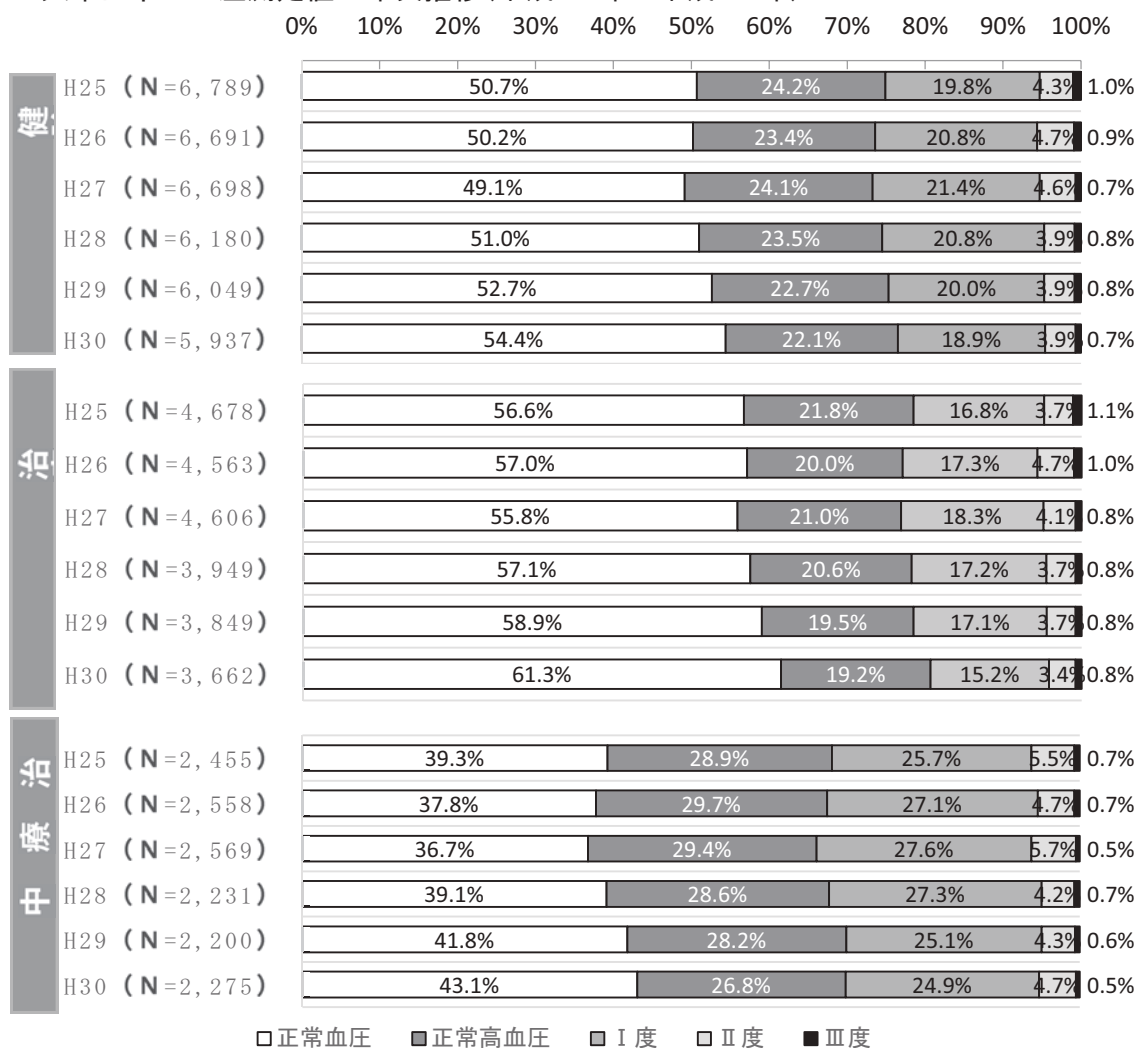 0% 10% 20% 30% 40% 50% 60% 70% 80% 90% 100%
健
H25 (N=6,789) 50.7% 24.2% 19.8% 4.3% 1.0%
H26 (N=6,691) 50.2% 23.4% 20.8% 4.7% 0.9%
H27 (N=6,698) 49.1% 24.1% 21.4% 4.6% 0.7%
H28 (N=6,180) 51.0% 23.5% 20.8% 3.9% 0.8%
H29 (N=6,049) 52.7% 22.7% 20.0% 3.9% 0.8%
H30 (N=5,937) 54.4% 22.1% 18.9% 3.9% 0.7%
治
H25 (N=4,678) 56.6% 21.8% 16.8% 3.7% 1.1%
H26 (N=4,563) 57.0% 20.0% 17.3% 4.7% 1.0%
H27 (N=4,606) 55.8% 21.0% 18.3% 4.1% 0.8%
H28 (N=3,949) 57.1% 20.6% 17.2% 3.7% 0.8%
H29 (N=3,849) 58.9% 19.5% 17.1% 3.7% 0.8%
H30 (N=3,662) 61.3% 19.2% 15.2% 3.4% 0.8%
治療中
H25 (N=2,455) 39.3% 28.9% 25.7% 5.5% 0.7%
H26 (N=2,558) 37.8% 29.7% 27.1% 4.7% 0.7%
H27 (N=2,569) 36.7% 29.4% 27.6% 5.7% 0.5%
H28 (N=2,231) 39.1% 28.6% 27.3% 4.2% 0.7%
H29 (N=2,200) 41.8% 28.2% 25.1% 4.3% 0.6%
H30 (N=2,275) 43.1% 26.8% 24.9% 4.7% 0.5%
正常血圧 正常高血圧 Ⅰ度 Ⅱ度 Ⅲ度